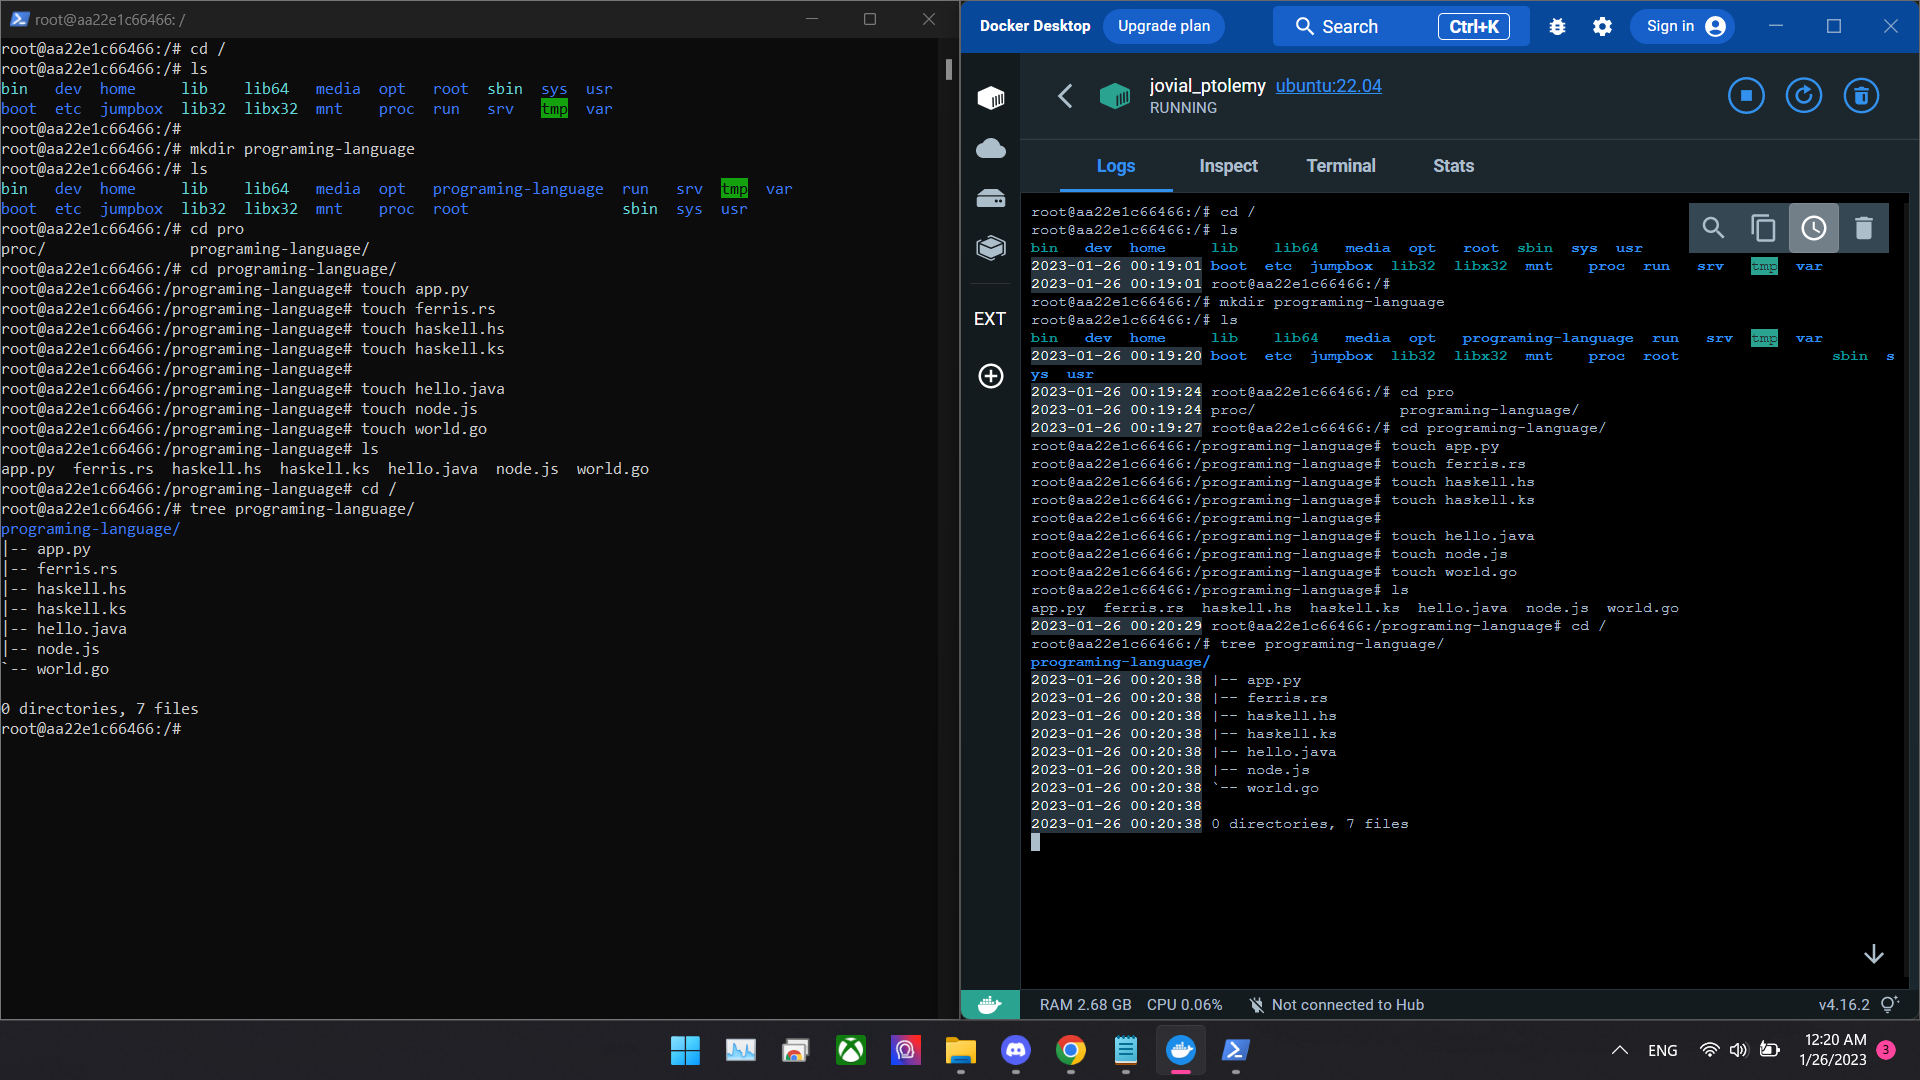 root@aa22e1c66466: /
root@aa22e1c66466:/# cd /
root@aa22e1c66466:/# ls
bin dev home lib lib64 media opt root sbin sys usr
boot etc jumpbox lib32 libx32 mnt proc run srv tmp var
root@aa22e1c66466:/#
root@aa22e1c66466:/# mkdir programing-language
root@aa22e1c66466:/# ls
bin dev home lib lib64 media opt programing-language run srv tmp var
boot etc jumpbox lib32 libx32 mnt proc root sbin sys usr
root@aa22e1c66466:/# cd pro
proc/ programing-language/
root@aa22e1c66466:/# cd programing-language/
root@aa22e1c66466:/programing-language# touch app.py
root@aa22e1c66466:/programing-language# touch ferris.rs
root@aa22e1c66466:/programing-language# touch haskell.hs
root@aa22e1c66466:/programing-language# touch haskell.ks
root@aa22e1c66466:/programing-language#
root@aa22e1c66466:/programing-language# touch hello.java
root@aa22e1c66466:/programing-language# touch node.js
root@aa22e1c66466:/programing-language# touch world.go
root@aa22e1c66466:/programing-language# ls
app.py ferris.rs haskell.hs haskell.ks hello.java node.js world.go
root@aa22e1c66466:/programing-language# cd /
root@aa22e1c66466:/# tree programing-language/
programing-language/
|-- app.py
|-- ferris.rs
|-- haskell.hs
|-- haskell.ks
|-- hello.java
|-- node.js
`-- world.go
0 directories, 7 files
root@aa22e1c66466:/#
Docker Desktop Upgrade plan Search Ctrl+K Sign in
jovial_ptolemy ubuntu:22.04
RUNNING
Logs Inspect Terminal Stats
EXT
root@aa22e1c66466:/# cd /
root@aa22e1c66466:/# ls
bin dev home lib lib64 media opt root sbin sys usr
2023-01-26 00:19:01 boot etc jumpbox lib32 libx32 mnt proc run srv tmp var
2023-01-26 00:19:01 root@aa22e1c66466:/#
root@aa22e1c66466:/# mkdir programing-language
root@aa22e1c66466:/# ls
bin dev home lib lib64 media opt programing-language run srv tmp var
2023-01-26 00:19:20 boot etc jumpbox lib32 libx32 mnt proc root sbin s
ys usr
2023-01-26 00:19:24 root@aa22e1c66466:/# cd pro
2023-01-26 00:19:24 proc/ programing-language/
2023-01-26 00:19:27 root@aa22e1c66466:/# cd programing-language/
root@aa22e1c66466:/programing-language# touch app.py
root@aa22e1c66466:/programing-language# touch ferris.rs
root@aa22e1c66466:/programing-language# touch haskell.hs
root@aa22e1c66466:/programing-language# touch haskell.ks
root@aa22e1c66466:/programing-language#
root@aa22e1c66466:/programing-language# touch hello.java
root@aa22e1c66466:/programing-language# touch node.js
root@aa22e1c66466:/programing-language# touch world.go
root@aa22e1c66466:/programing-language# ls
app.py ferris.rs haskell.hs haskell.ks hello.java node.js world.go
2023-01-26 00:20:29 root@aa22e1c66466:/programing-language# cd /
root@aa22e1c66466:/# tree programing-language/
programing-language/
2023-01-26 00:20:38 |-- app.py
2023-01-26 00:20:38 |-- ferris.rs
2023-01-26 00:20:38 |-- haskell.hs
2023-01-26 00:20:38 |-- haskell.ks
2023-01-26 00:20:38 |-- hello.java
2023-01-26 00:20:38 |-- node.js
2023-01-26 00:20:38 `-- world.go
2023-01-26 00:20:38
2023-01-26 00:20:38 0 directories, 7 files
RAM 2.68 GB CPU 0.06% Not connected to Hub v4.16.2
ENG 12:20 AM
1/26/2023 3